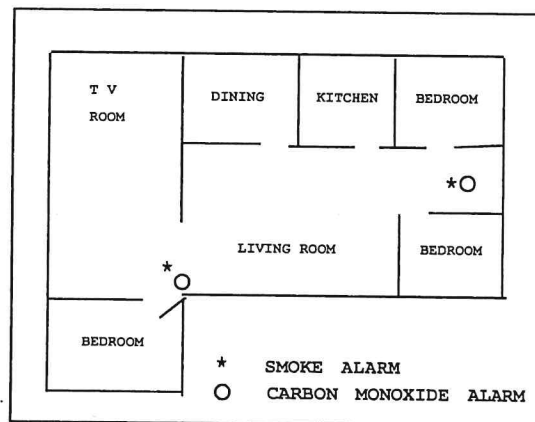 T V
ROOM
DINING
KITCHEN
BEDROOM
*O
LIVING ROOM
BEDROOM
*
O
BEDROOM
* SMOKE ALARM
O CARBON MONOXIDE ALARM